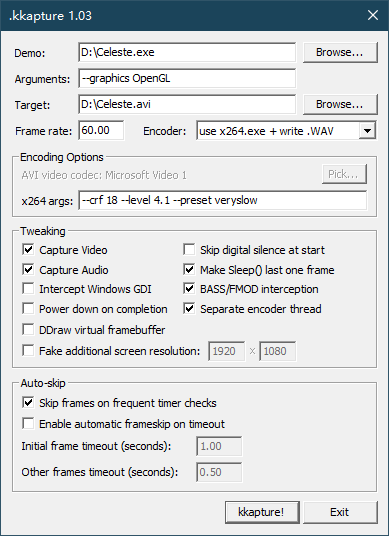 .kkapture 1.03
Demo: D:\Celeste.exe Browse...
Arguments: --graphics OpenGL
Target: D:\Celeste.avi Browse...
Frame rate: 60.00 Encoder: use x264.exe + write .WAV
Encoding Options
AVI video codec: Microsoft Video 1 Pick...
x264 args: --crf 18 --level 4.1 --preset veryslow
Tweaking
Capture Video Skip digital silence at start
Capture Audio Make Sleep() last one frame
Intercept Windows GDI BASS/FMOD interception
Power down on completion Separate encoder thread
DDraw virtual framebuffer
Fake additional screen resolution: 1920 x 1080
Auto-skip
Skip frames on frequent timer checks
Enable automatic frameskip on timeout
Initial frame timeout (seconds): 1.00
Other frames timeout (seconds): 0.50
kkapture! Exit